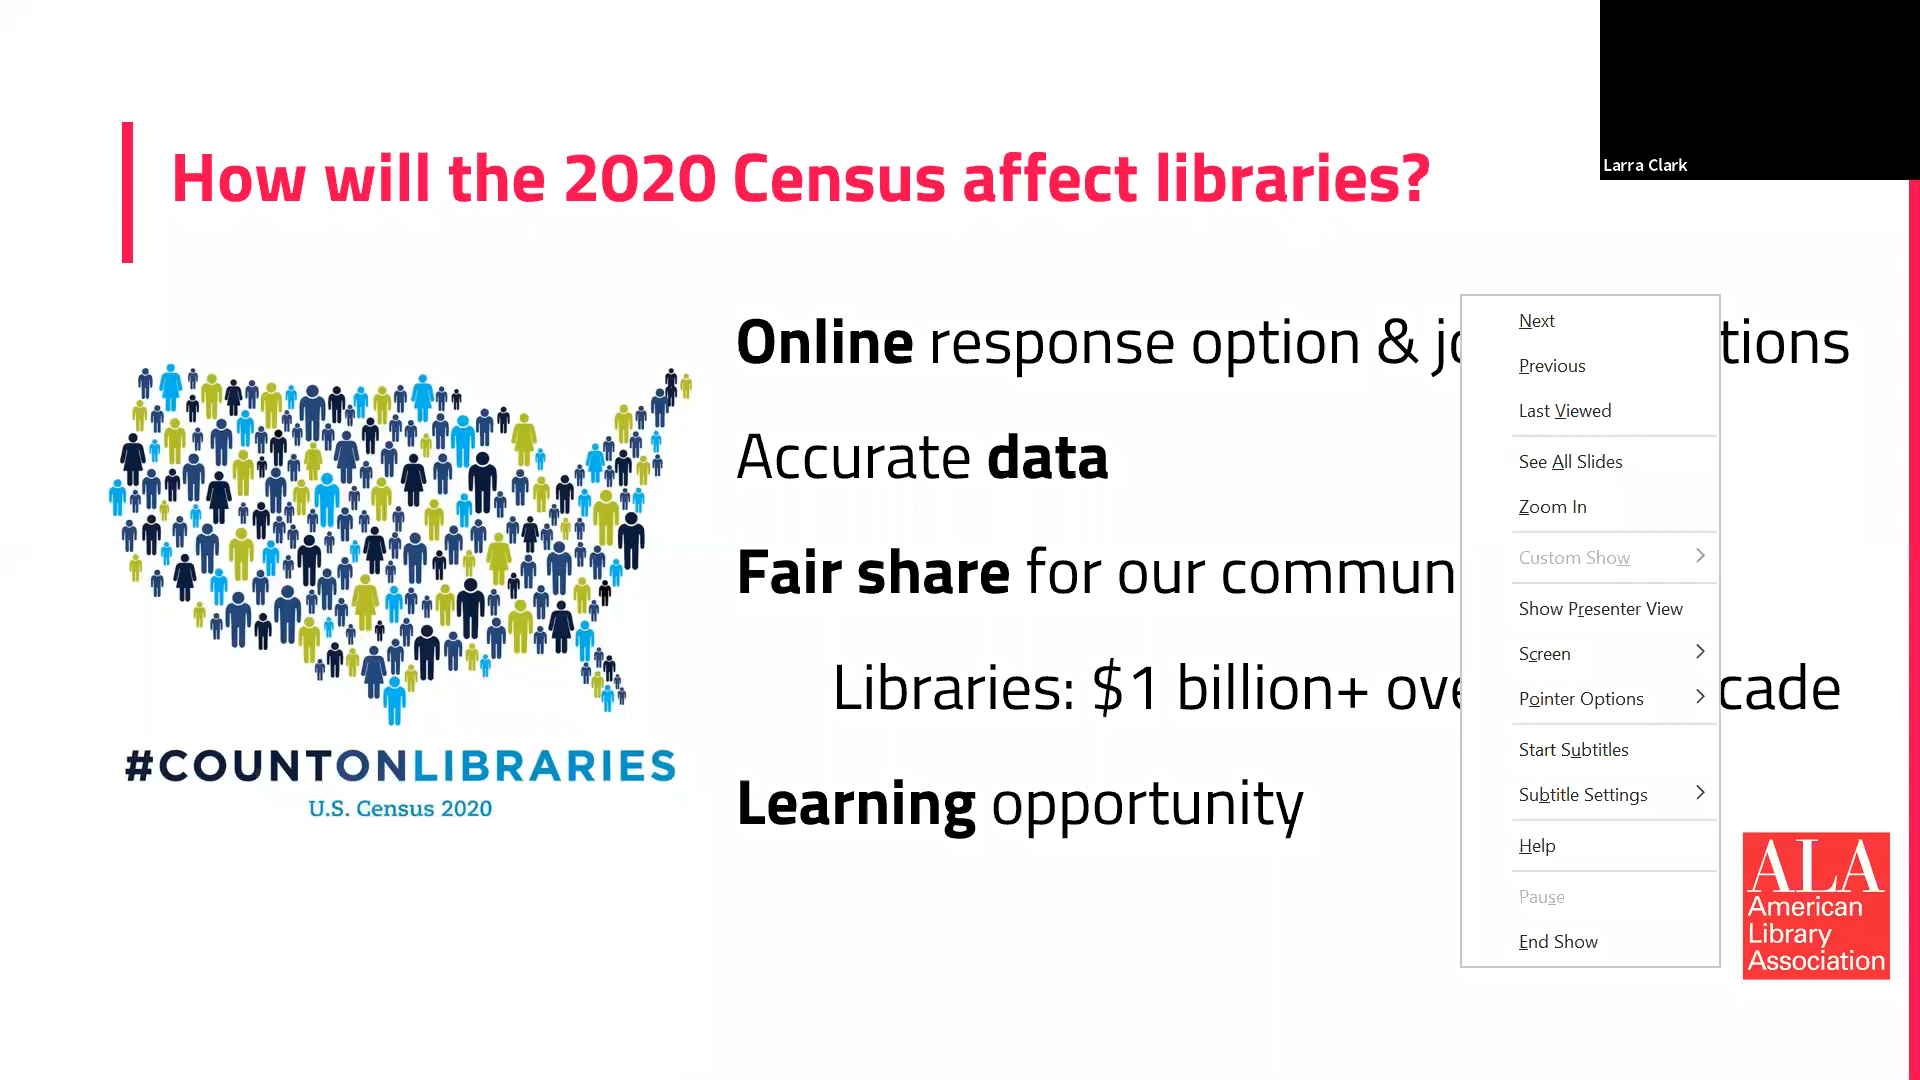 Larra Clark
How will the 2020 Census affect libraries?
Online response option & jo
tions
Accurate data
Fair share for our commun
Libraries: $1 billion+ ove
cade
Learning opportunity
#COUNTONLIBRARIES
U.S. Census 2020
Next
Previous
Last Viewed
See All Slides
Zoom In
Custom Show
Show Presenter View
Screen
Pointer Options
Start Subtitles
Subtitle Settings
Help
Pause
End Show
ALA
American
Library
Association